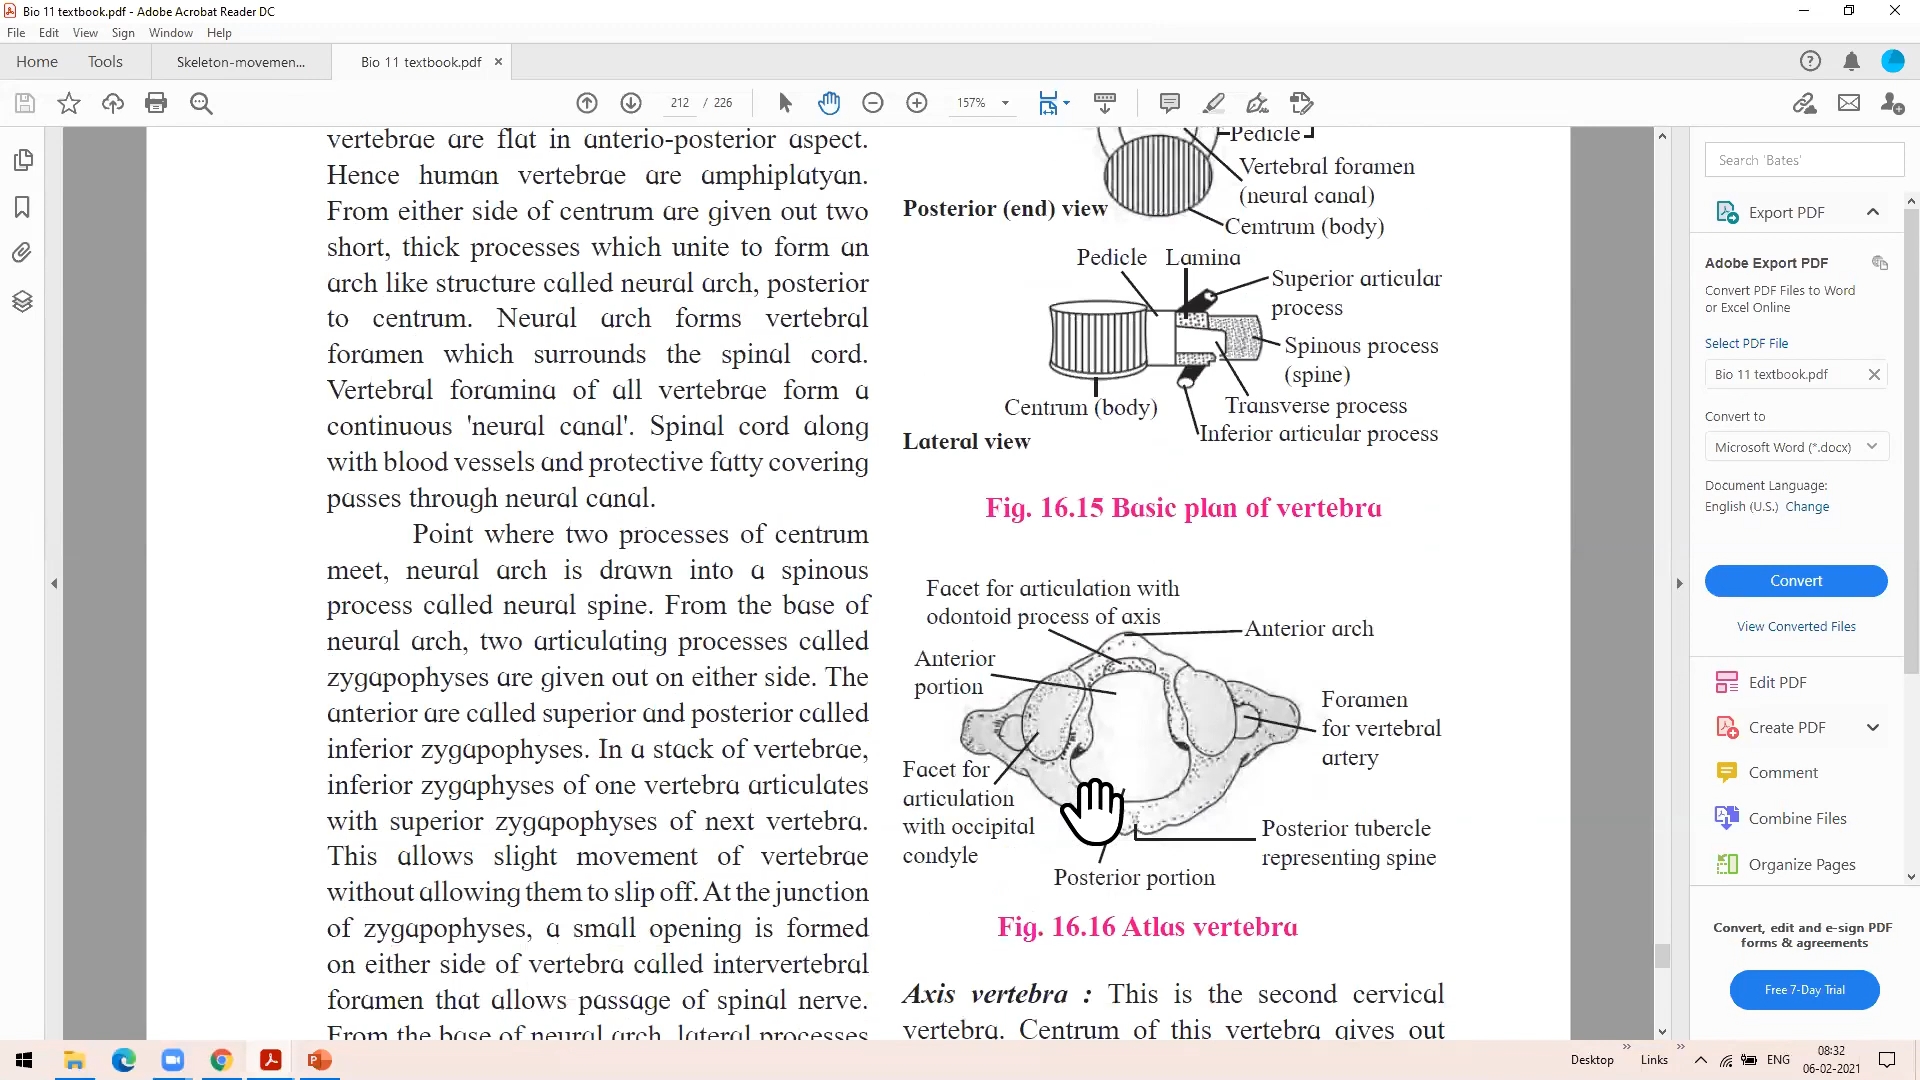 Bio 11 textbook.pdf - Adobe Acrobat Reader DC
File Edit View Sign Window Help
Home Tools Skeleton-movemen... Bio 11 textbook.pdf ×
212 / 226 157%
vertebrae are flat in anterio-posterior aspect.
Hence human vertebrae are amphiplatyan.
From either side of centrum are given out two
short, thick processes which unite to form an
arch like structure called neural arch, posterior
to centrum. Neural arch forms vertebral
foramen which surrounds the spinal cord.
Vertebral foramina of all vertebrae form a
continuous 'neural canal'. Spinal cord along
with blood vessels and protective fatty covering
passes through neural canal.
Point where two processes of centrum
meet, neural arch is drawn into a spinous
process called neural spine. From the base of
neural arch, two articulating processes called
zygapophyses are given out on either side. The
anterior are called superior and posterior called
inferior zygapophyses. In a stack of vertebrae,
inferior zygaphyses of one vertebra articulates
with superior zygapophyses of next vertebra.
This allows slight movement of vertebrae
without allowing them to slip off. At the junction
of zygapophyses, a small opening is formed
on either side of vertebra called intervertebral
foramen that allows passage of spinal nerve.
From the base of neural arch, lateral processes
Pedicle
Vertebral foramen
(neural canal)
Posterior (end) view
Cemtrum (body)
Pedicle Lamina
Superior articular
process
Spinous process
(spine)
Centrum (body)
Transverse process
Inferior articular process
Lateral view
Fig. 16.15 Basic plan of vertebra
Facet for articulation with
odontoid process of axis
Anterior arch
Anterior
portion
Foramen
for vertebral
artery
Facet for
articulation
with occipital
condyle
Posterior tubercle
representing spine
Posterior portion
Fig. 16.16 Atlas vertebra
Axis vertebra : This is the second cervical
vertebra. Centrum of this vertebra gives out
Search 'Bates'
Export PDF
Adobe Export PDF
Convert PDF Files to Word
or Excel Online
Select PDF File
Bio 11 textbook.pdf
Convert to
Microsoft Word (*.docx)
Document Language:
English (U.S.) Change
Convert
View Converted Files
Edit PDF
Create PDF
Comment
Combine Files
Organize Pages
Convert, edit and e-sign PDF
forms & agreements
Free 7-Day Trial
Desktop Links ENG
08:32
06-02-2021